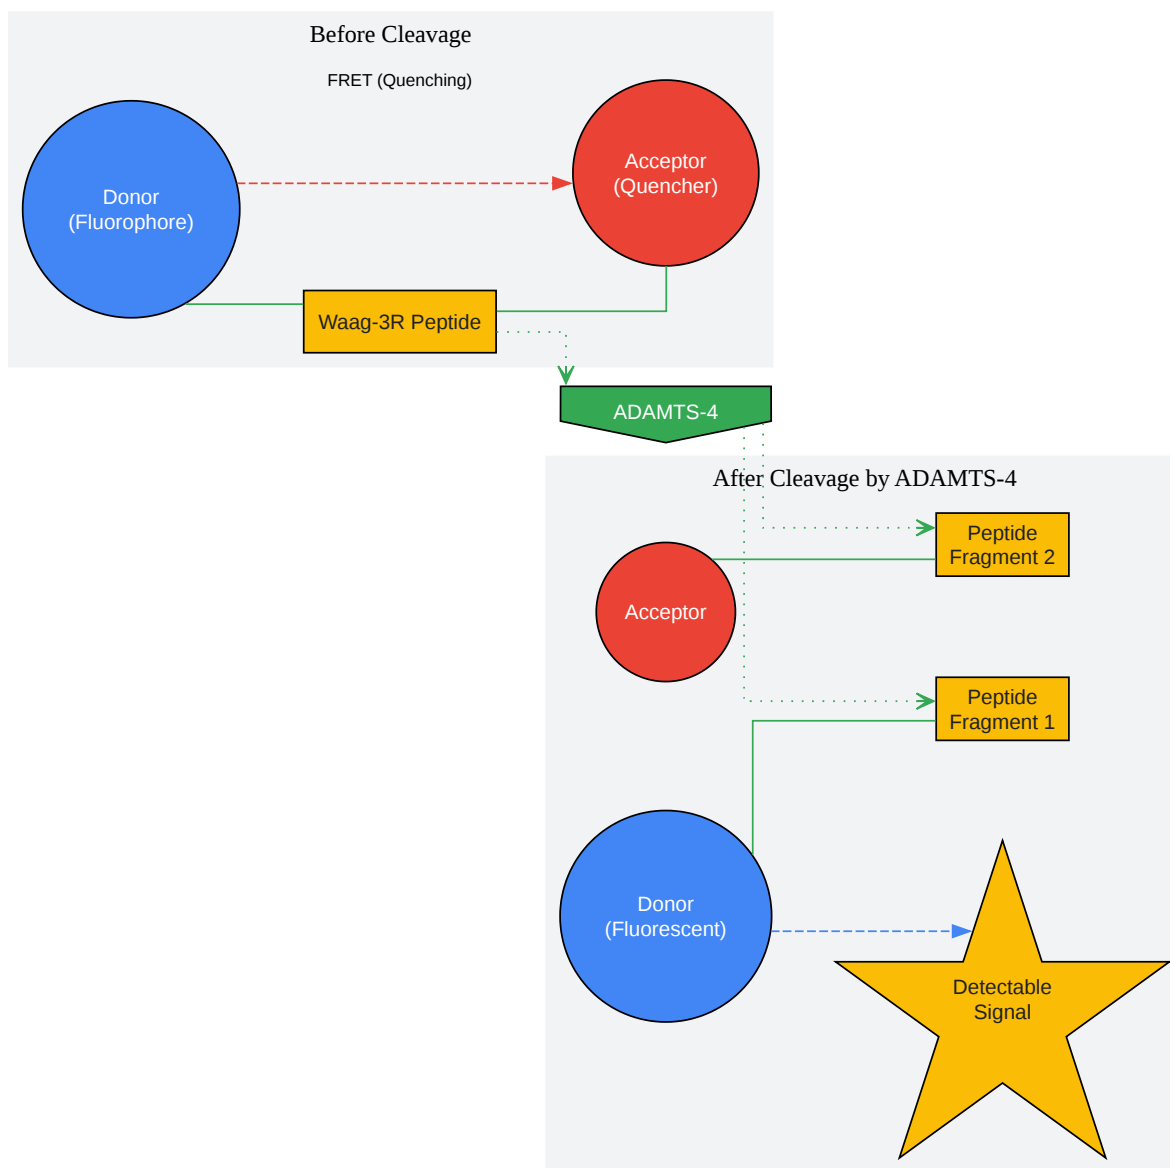 Before Cleavage
FRET (Quenching)
Donor
(Fluorophore)
Acceptor
(Quencher)
Waag-3R Peptide
ADAMTS-4
After Cleavage by ADAMTS-4
Peptide
Fragment 2
Acceptor
Peptide
Fragment 1
Donor
(Fluorescent)
Detectable
Signal